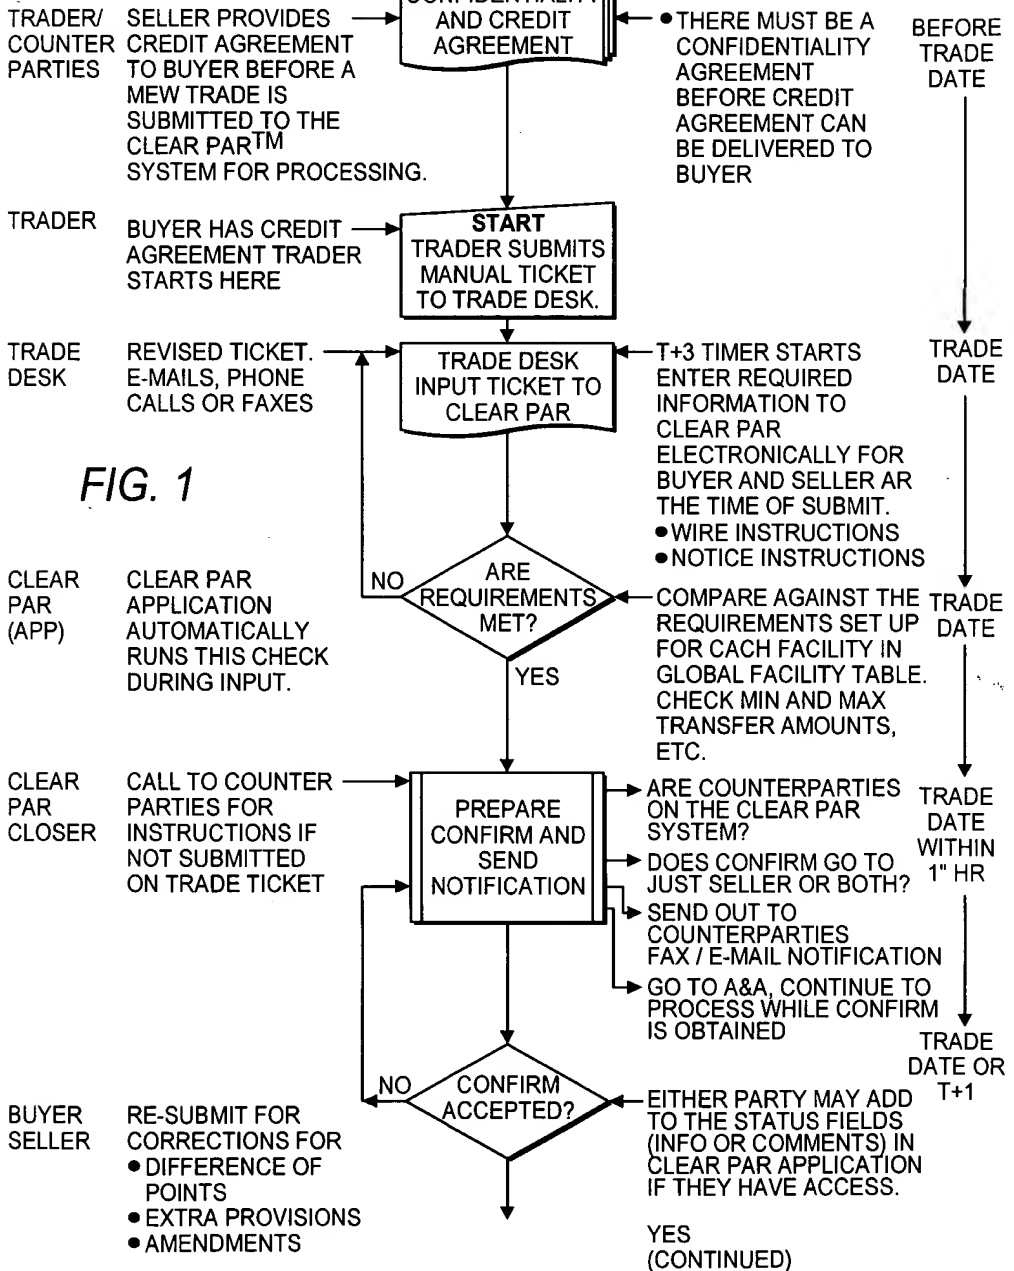 TRADER/
COUNTER
PARTIES
SELLER PROVIDES
CREDIT AGREEMENT
TO BUYER BEFORE A
MEW TRADE IS
SUBMITTED TO THE
CLEAR PAR™
SYSTEM FOR PROCESSING.
CONFIDENTIALITY
AND CREDIT
AGREEMENT
• THERE MUST BE A
CONFIDENTIALITY
AGREEMENT
BEFORE CREDIT
AGREEMENT CAN
BE DELIVERED TO
BUYER
BEFORE
TRADE
DATE
TRADER
BUYER HAS CREDIT
AGREEMENT TRADER
STARTS HERE
START
TRADER SUBMITS
MANUAL TICKET
TO TRADE DESK.
TRADE
DESK
REVISED TICKET.
E-MAILS, PHONE
CALLS OR FAXES
TRADE DESK
INPUT TICKET TO
CLEAR PAR
T+3 TIMER STARTS
ENTER REQUIRED
INFORMATION TO
CLEAR PAR
ELECTRONICALLY FOR
BUYER AND SELLER AR
THE TIME OF SUBMIT.
• WIRE INSTRUCTIONS
• NOTICE INSTRUCTIONS
TRADE
DATE
FIG. 1
CLEAR
PAR
(APP)
CLEAR PAR
APPLICATION
AUTOMATICALLY
RUNS THIS CHECK
DURING INPUT.
NO
ARE
REQUIREMENTS
MET?
YES
COMPARE AGAINST THE
REQUIREMENTS SET UP
FOR CACH FACILITY IN
GLOBAL FACILITY TABLE.
CHECK MIN AND MAX
TRANSFER AMOUNTS,
ETC.
TRADE
DATE
CLEAR
PAR
CLOSER
CALL TO COUNTER
PARTIES FOR
INSTRUCTIONS IF
NOT SUBMITTED
ON TRADE TICKET
PREPARE
CONFIRM AND
SEND
NOTIFICATION
ARE COUNTERPARTIES
ON THE CLEAR PAR
SYSTEM?
DOES CONFIRM GO TO
JUST SELLER OR BOTH?
SEND OUT TO
COUNTERPARTIES
FAX / E-MAIL NOTIFICATION
GO TO A&A, CONTINUE TO
PROCESS WHILE CONFIRM
IS OBTAINED
TRADE
DATE
WITHIN
1" HR
TRADE
DATE OR
T+1
BUYER
SELLER
RE-SUBMIT FOR
CORRECTIONS FOR
• DIFFERENCE OF
POINTS
• EXTRA PROVISIONS
• AMENDMENTS
NO
CONFIRM
ACCEPTED?
EITHER PARTY MAY ADD
TO THE STATUS FIELDS
(INFO OR COMMENTS) IN
CLEAR PAR APPLICATION
IF THEY HAVE ACCESS.
YES
(CONTINUED)